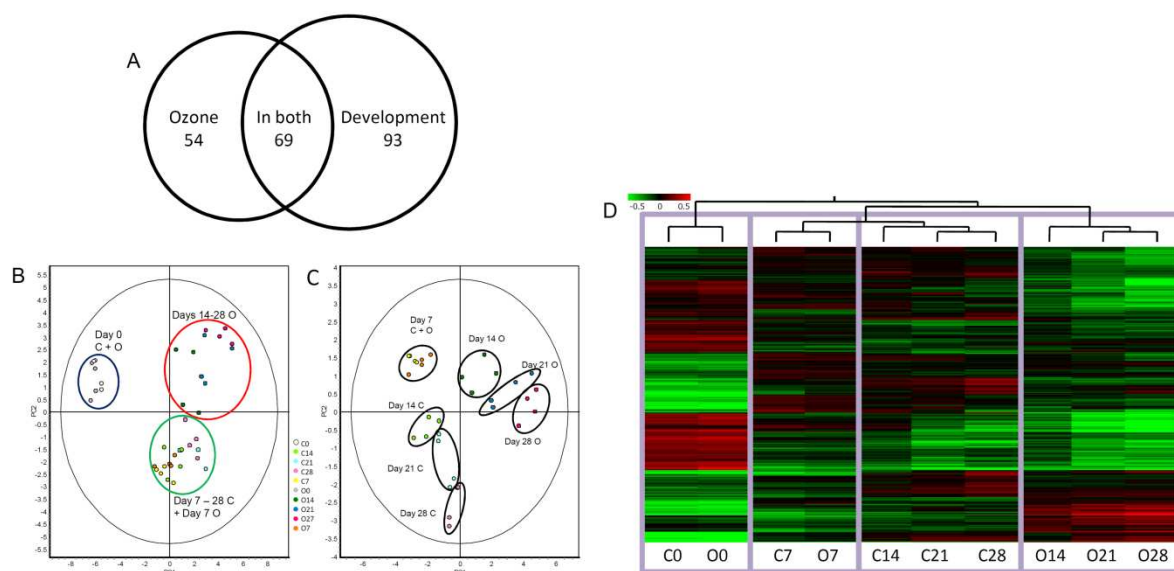 A
Ozone
54
In both
69
Development
93
B
5.5
5
4.5
4
3.5
3
2.5
2
1.5
1
0.5
0
-0.5
-1
-1.5
-2
-2.5
-3
-3.5
-4
-4.5
-5
-5.5
PC2
-8
-6
-4
-2
0
2
4
6
8
Day 0
C + O
Days 14-28 O
Day 7 – 28 C
+ Day 7 O
C0
C14
C21
C28
C7
O0
O14
O21
O27
O7
C
4
3.5
3
2.5
2
1.5
1
0.5
0
-0.5
-1
-1.5
-2
-2.5
-3
-3.5
-4
PC2
-8
-6
-4
-2
0
2
4
6
8
Day 7
C + O
Day 14 O
Day 21 O
Day 14 C
Day 28 O
Day 21 C
Day 28 C
D
-0.5 0 0.5
C0 O0 C7 O7 C14 C21 C28 O14 O21 O28